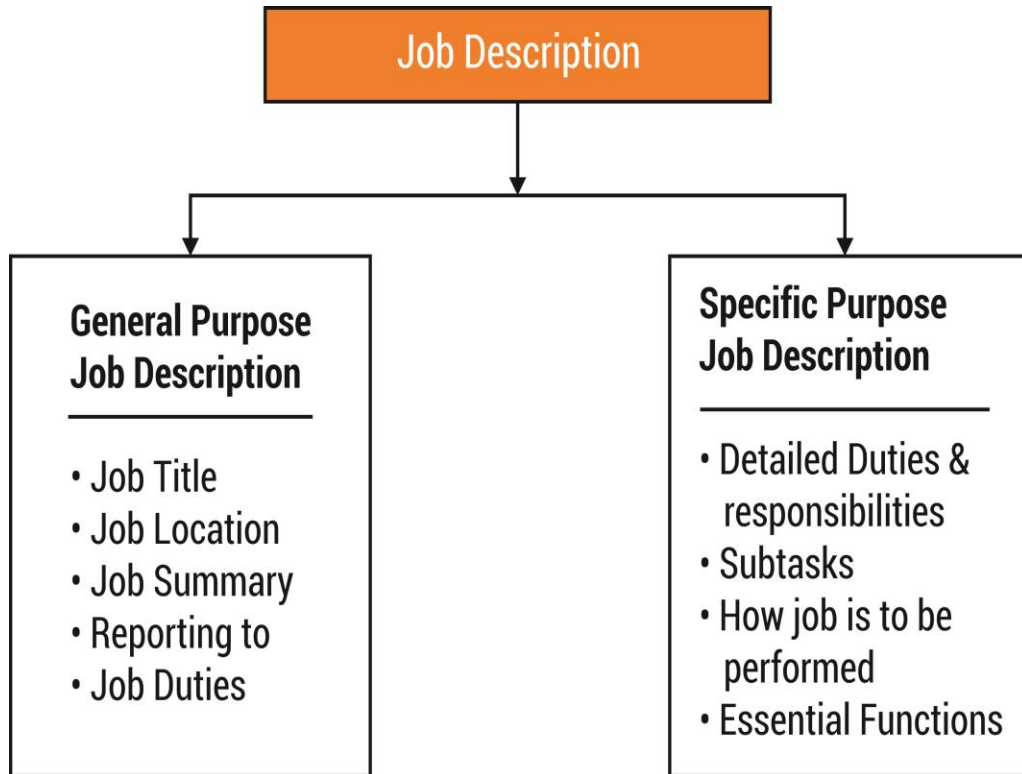 Job Description
General Purpose
Job Description
• Job Title
• Job Location
• Job Summary
• Reporting to
• Job Duties
Specific Purpose
Job Description
• Detailed Duties &
responsibilities
• Subtasks
• How job is to be
performed
• Essential Functions